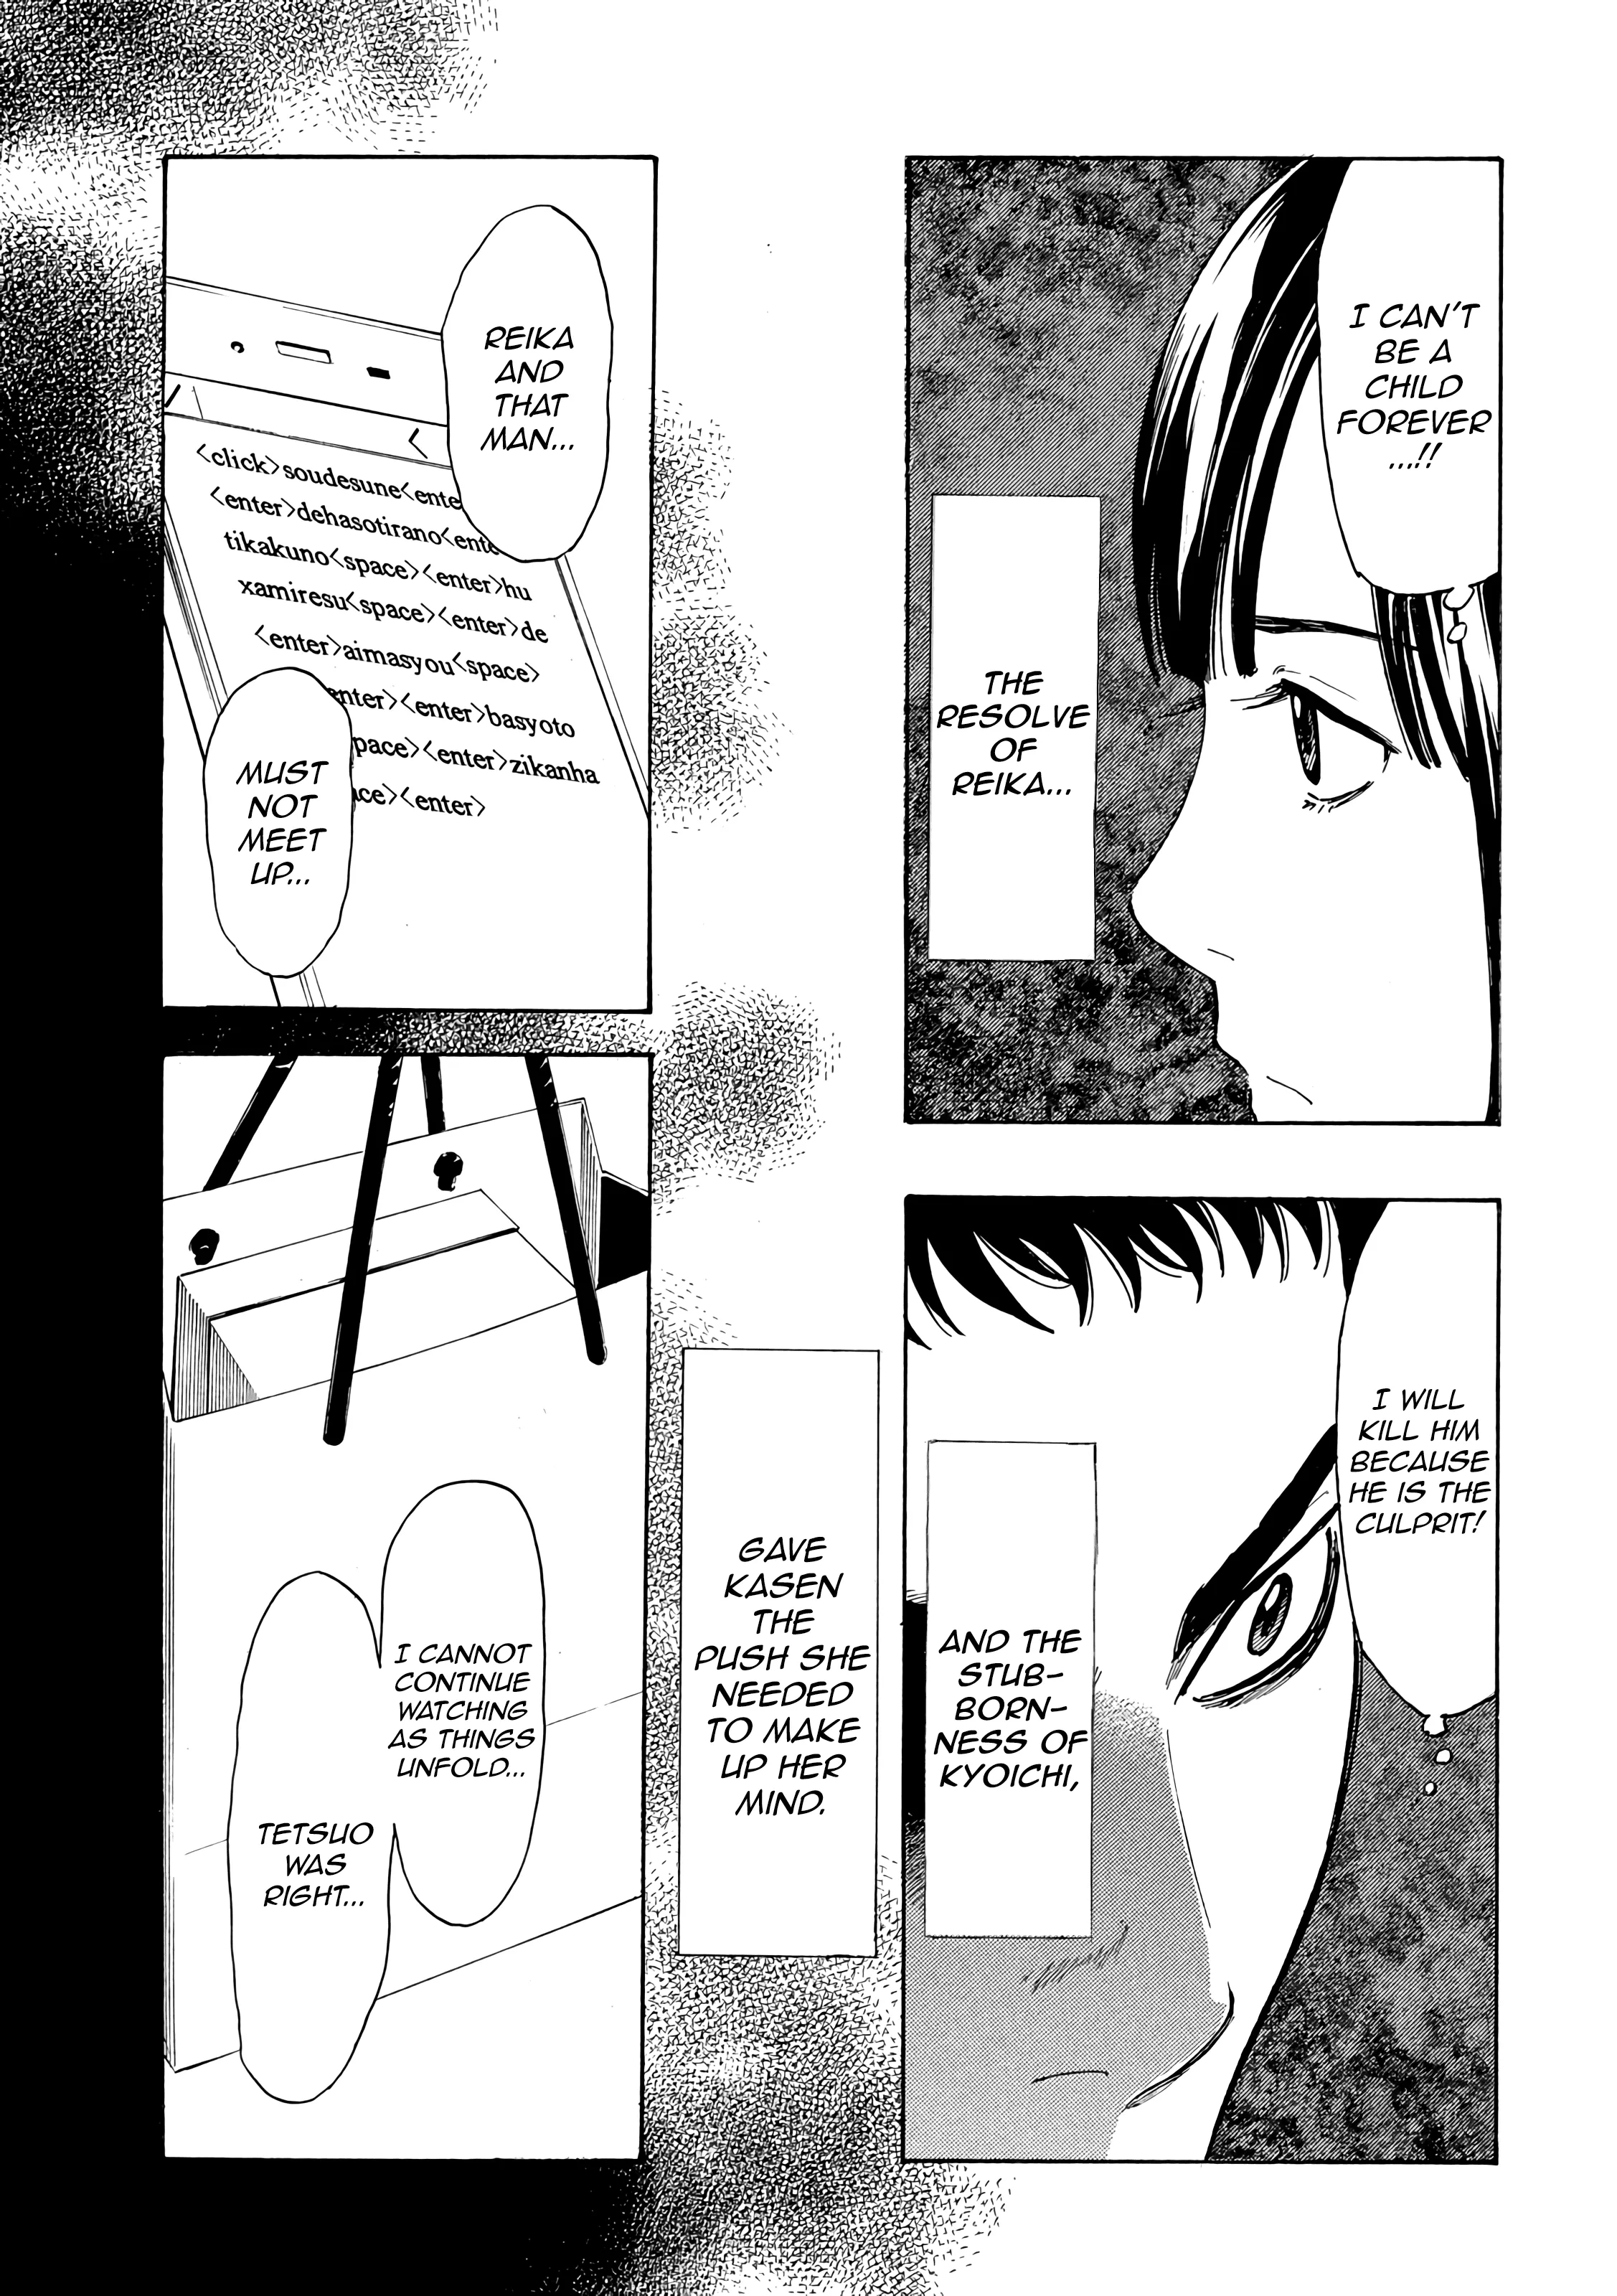 I CAN'T
BE A
CHILD
FOREVER
...!!
THE
RESOLVE
OF
REIKA...
I WILL
KILL HIM
BECAUSE
HE IS THE
CULPRIT!
AND THE
STUB-
BORN-
NESS OF
KYOICHI,
GAVE
KASEN
THE
PUSH SHE
NEEDED
TO MAKE
UP HER
MIND.
REIKA
AND
THAT
MAN...
<click>soudesune<ente
<enter>dehasotirano<ente
tikakuno<space><enter>hu
xamiresu<space><enter>de
<enter>aimasyou<space>
enter><enter>basyoto
pace><enter>zikanha
ace><enter>
MUST
NOT
MEET
UP...
I CANNOT
CONTINUE
WATCHING
AS THINGS
UNFOLD...
TETSUO
WAS
RIGHT...